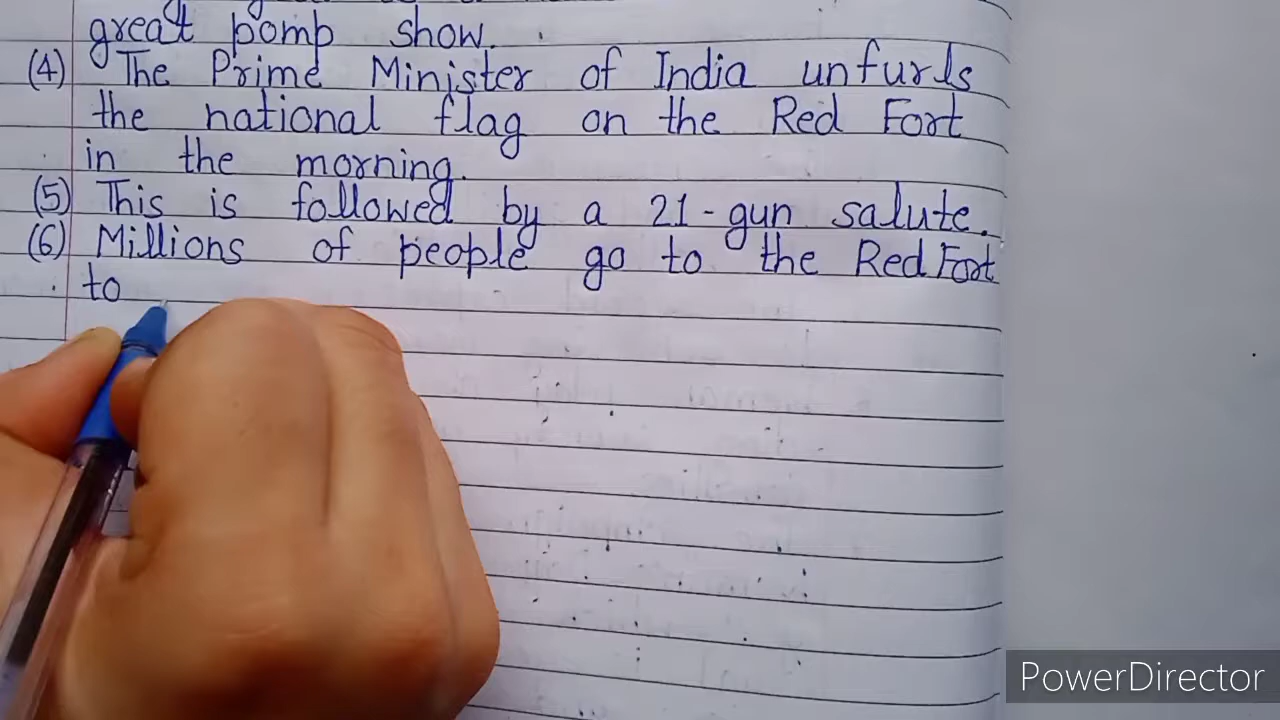 great pomp show.
(4) The Prime Minister of India unfurls
the national flag on the Red Fort
in the morning.
(5) This is followed by a 21-gun salute.
(6) Millions of people go to the Red Fort
to
PowerDirector